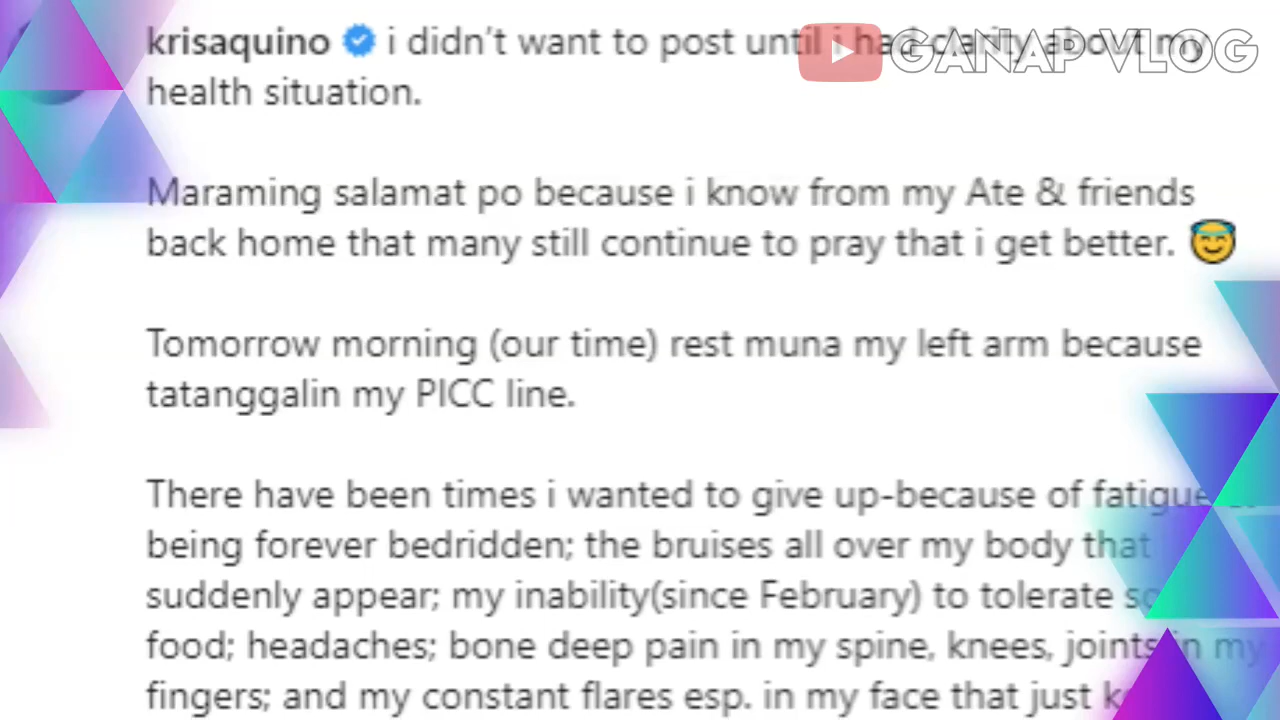 krisaquino i didn't want to post until i had clarity about my
GANAP VLOG
health situation.
Maraming salamat po because i know from my Ate & friends
back home that many still continue to pray that i get better. 😇
Tomorrow morning (our time) rest muna my left arm because
tatanggalin my PICC line.
There have been times i wanted to give up-because of fatigue
being forever bedridden; the bruises all over my body that
suddenly appear; my inability(since February) to tolerate
food; headaches; bone deep pain in my spine, knees, joints in my
fingers; and my constant flares esp. in my face that just